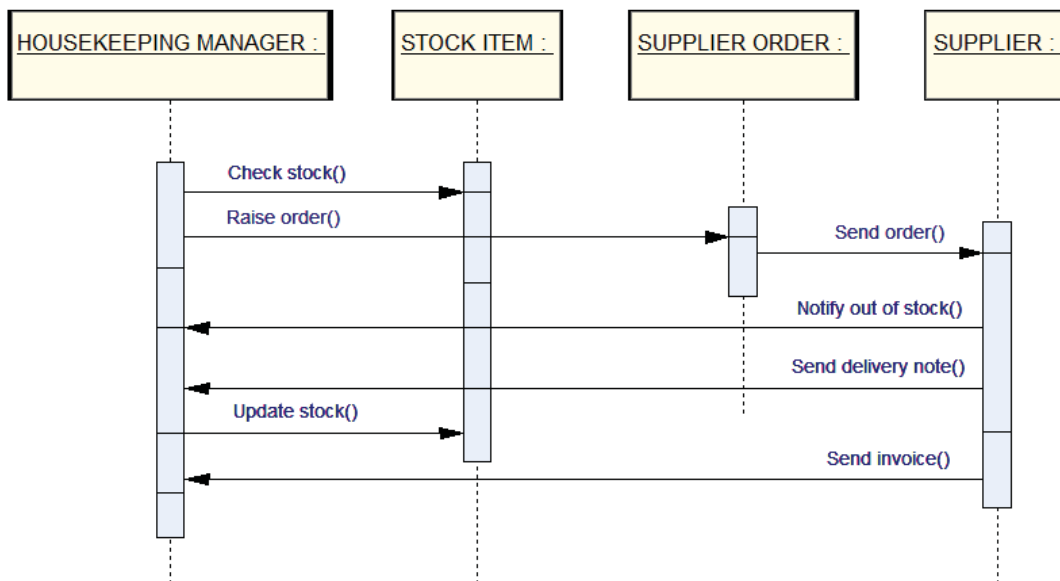 HOUSEKEEPING MANAGER :
STOCK ITEM :
SUPPLIER ORDER :
SUPPLIER :
Check stock()
Raise order()
Send order()
Notify out of stock()
Send delivery note()
Update stock()
Send invoice()